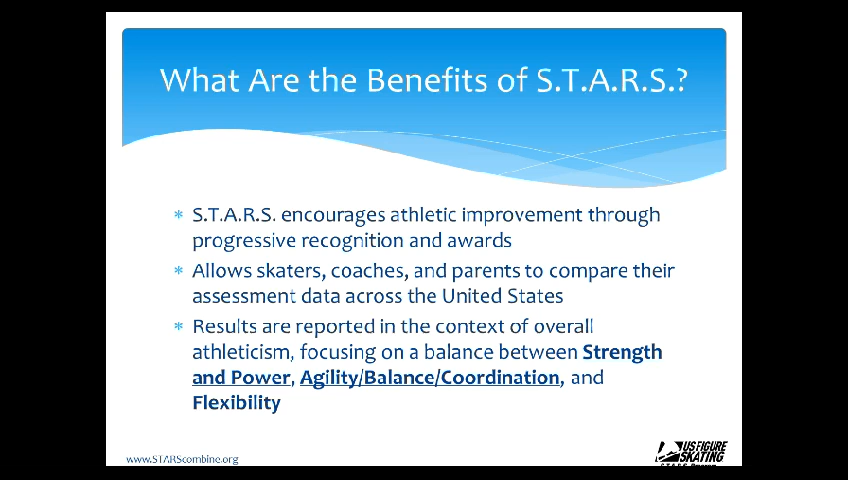 What Are the Benefits of S.T.A.R.S.?
* S.T.A.R.S. encourages athletic improvement through
progressive recognition and awards
* Allows skaters, coaches, and parents to compare their
assessment data across the United States
* Results are reported in the context of overall
athleticism, focusing on a balance between Strength
and Power, Agility/Balance/Coordination, and
Flexibility
www.STARScombine.org
US FIGURE
SKATING